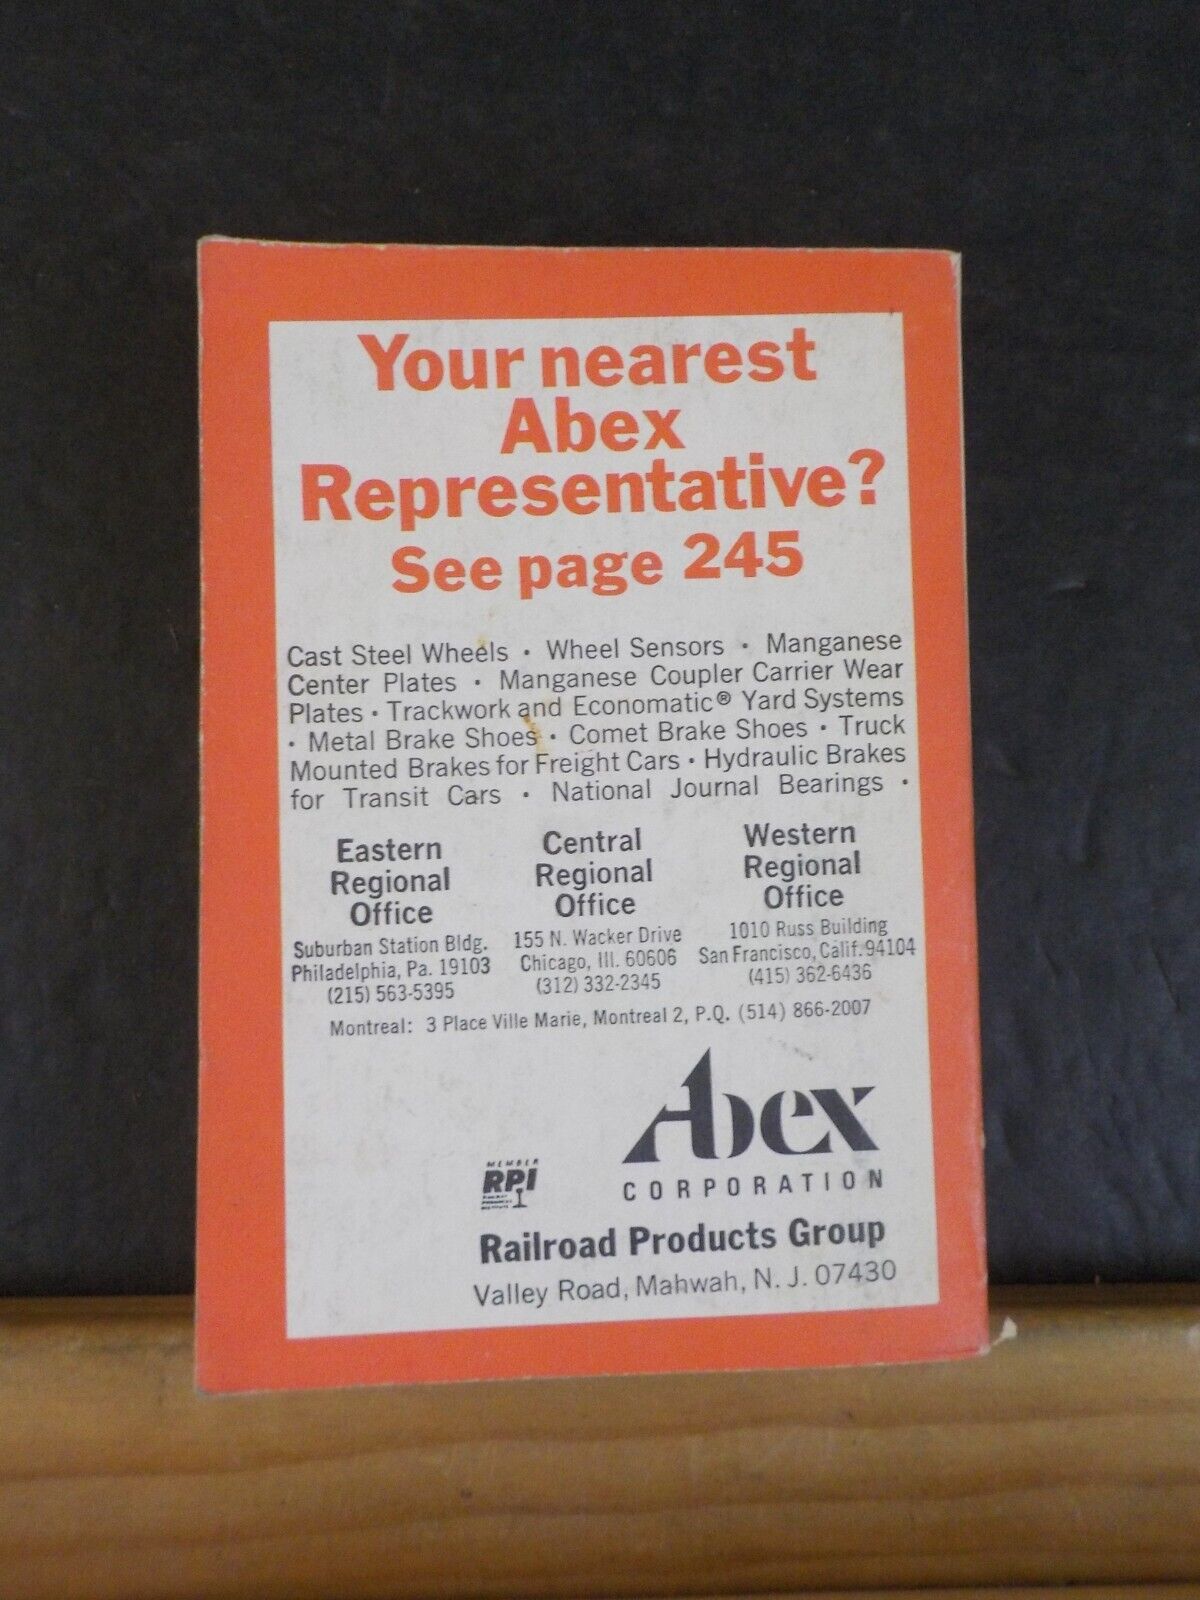 Your nearest
Abex
Representative?
See page 245
Cast Steel Wheels • Wheel Sensors • Manganese
Center Plates • Manganese Coupler Carrier Wear
Plates • Trackwork and Economatic® Yard Systems
• Metal Brake Shoes • Comet Brake Shoes • Truck
Mounted Brakes for Freight Cars • Hydraulic Brakes
for Transit Cars • National Journal Bearings •
Eastern
Regional
Office
Suburban Station Bldg.
Philadelphia, Pa. 19103
(215) 563-5395
Central
Regional
Office
155 N. Wacker Drive
Chicago, Ill. 60606
(312) 332-2345
Western
Regional
Office
1010 Russ Building
San Francisco, Calif. 94104
(415) 362-6436
Montreal: 3 Place Ville Marie, Montreal 2, P.Q. (514) 866-2007
Abex
CORPORATION
MEMBER
RPI
Railroad Products Group
Valley Road, Mahwah, N. J. 07430